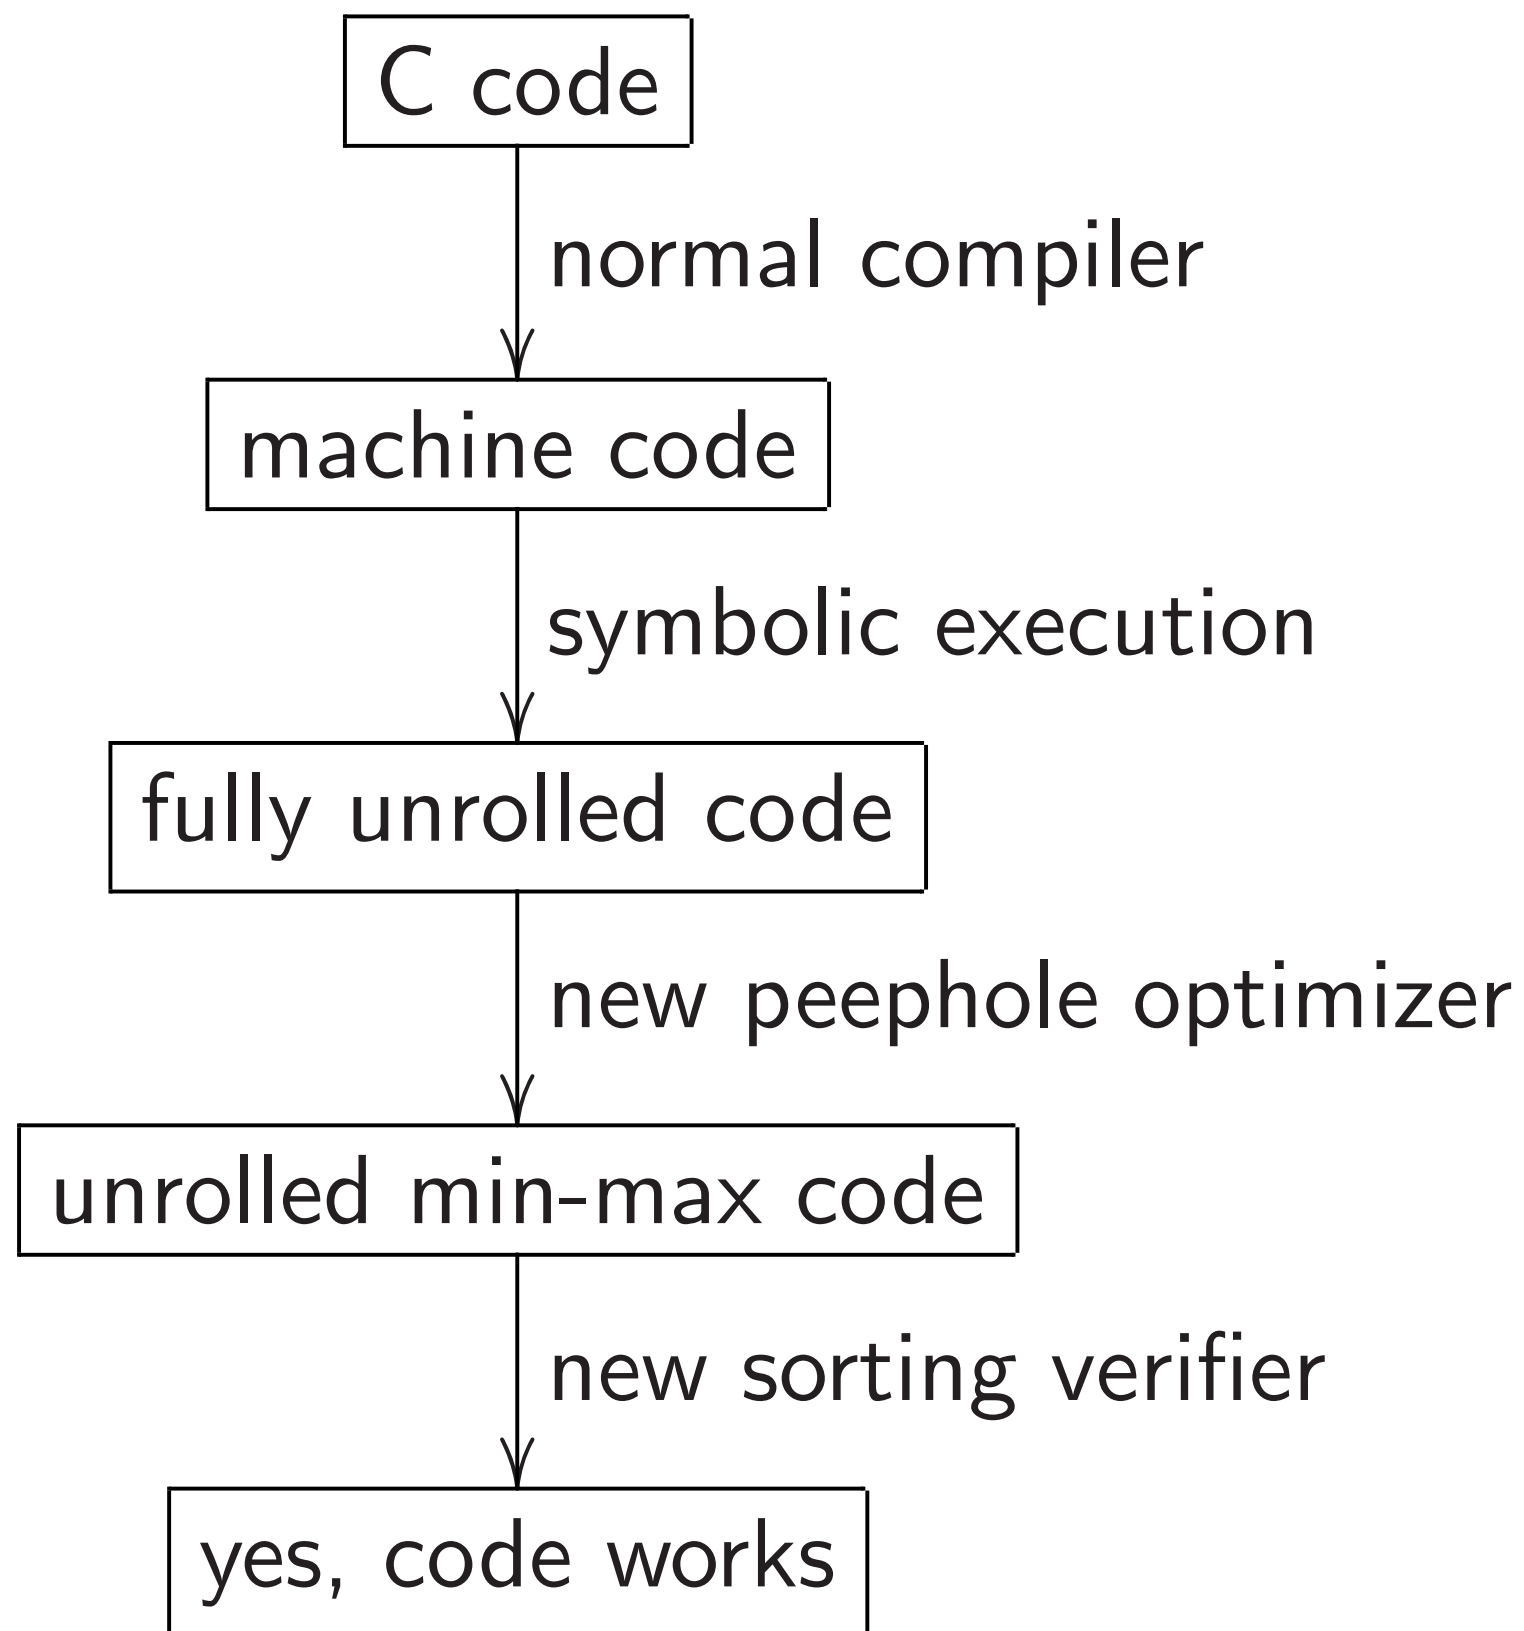 C code
normal compiler
machine code
symbolic execution
fully unrolled code
new peephole optimizer
unrolled min-max code
new sorting verifier
yes, code works